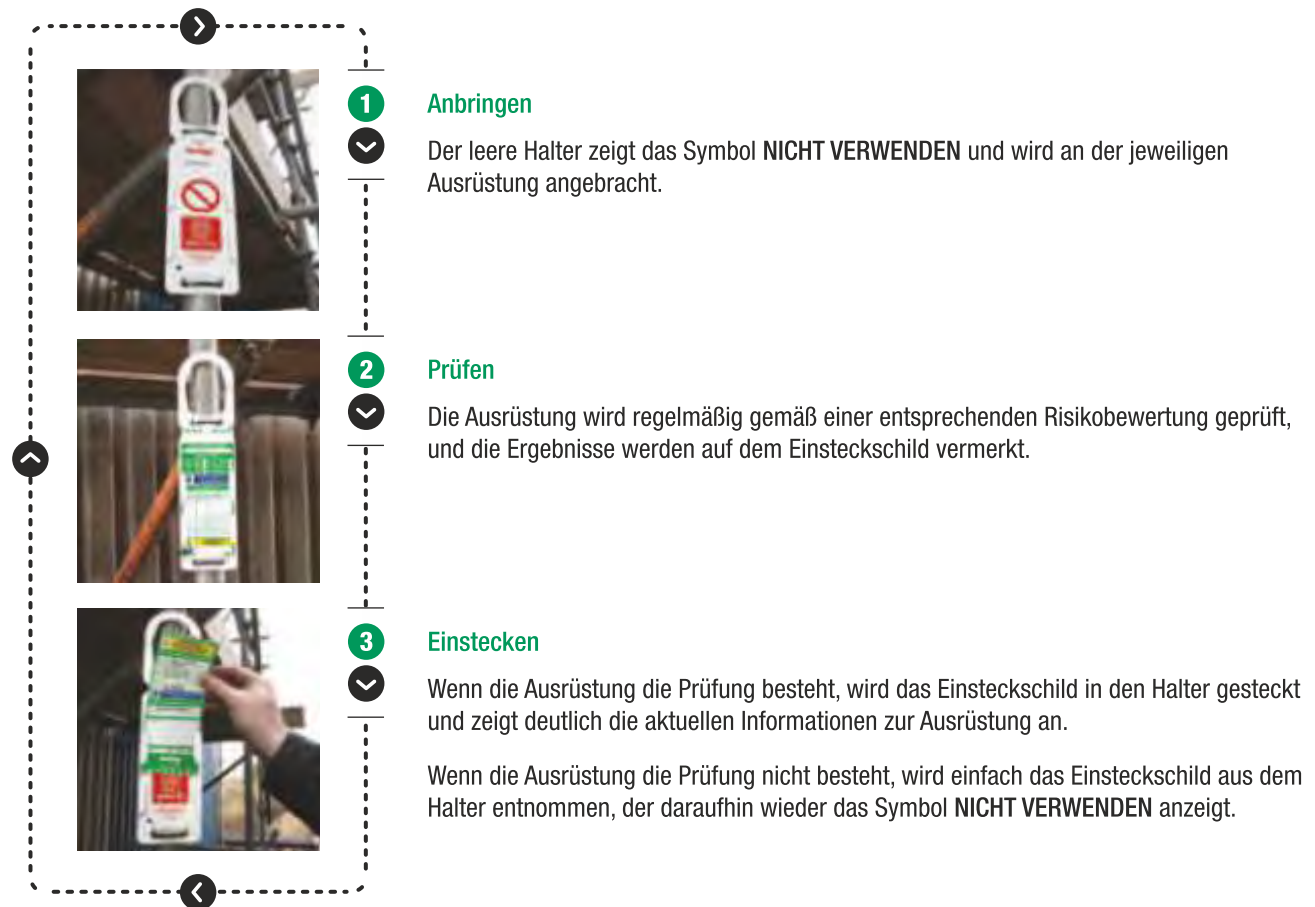 1 Anbringen
Der leere Halter zeigt das Symbol NICHT VERWENDEN und wird an der jeweiligen
Ausrüstung angebracht.
2 Prüfen
Die Ausrüstung wird regelmäßig gemäß einer entsprechenden Risikobewertung geprüft,
und die Ergebnisse werden auf dem Einsteckschild vermerkt.
3 Einstecken
Wenn die Ausrüstung die Prüfung besteht, wird das Einsteckschild in den Halter gesteckt
und zeigt deutlich die aktuellen Informationen zur Ausrüstung an.
Wenn die Ausrüstung die Prüfung nicht besteht, wird einfach das Einsteckschild aus dem
Halter entnommen, der daraufhin wieder das Symbol NICHT VERWENDEN anzeigt.